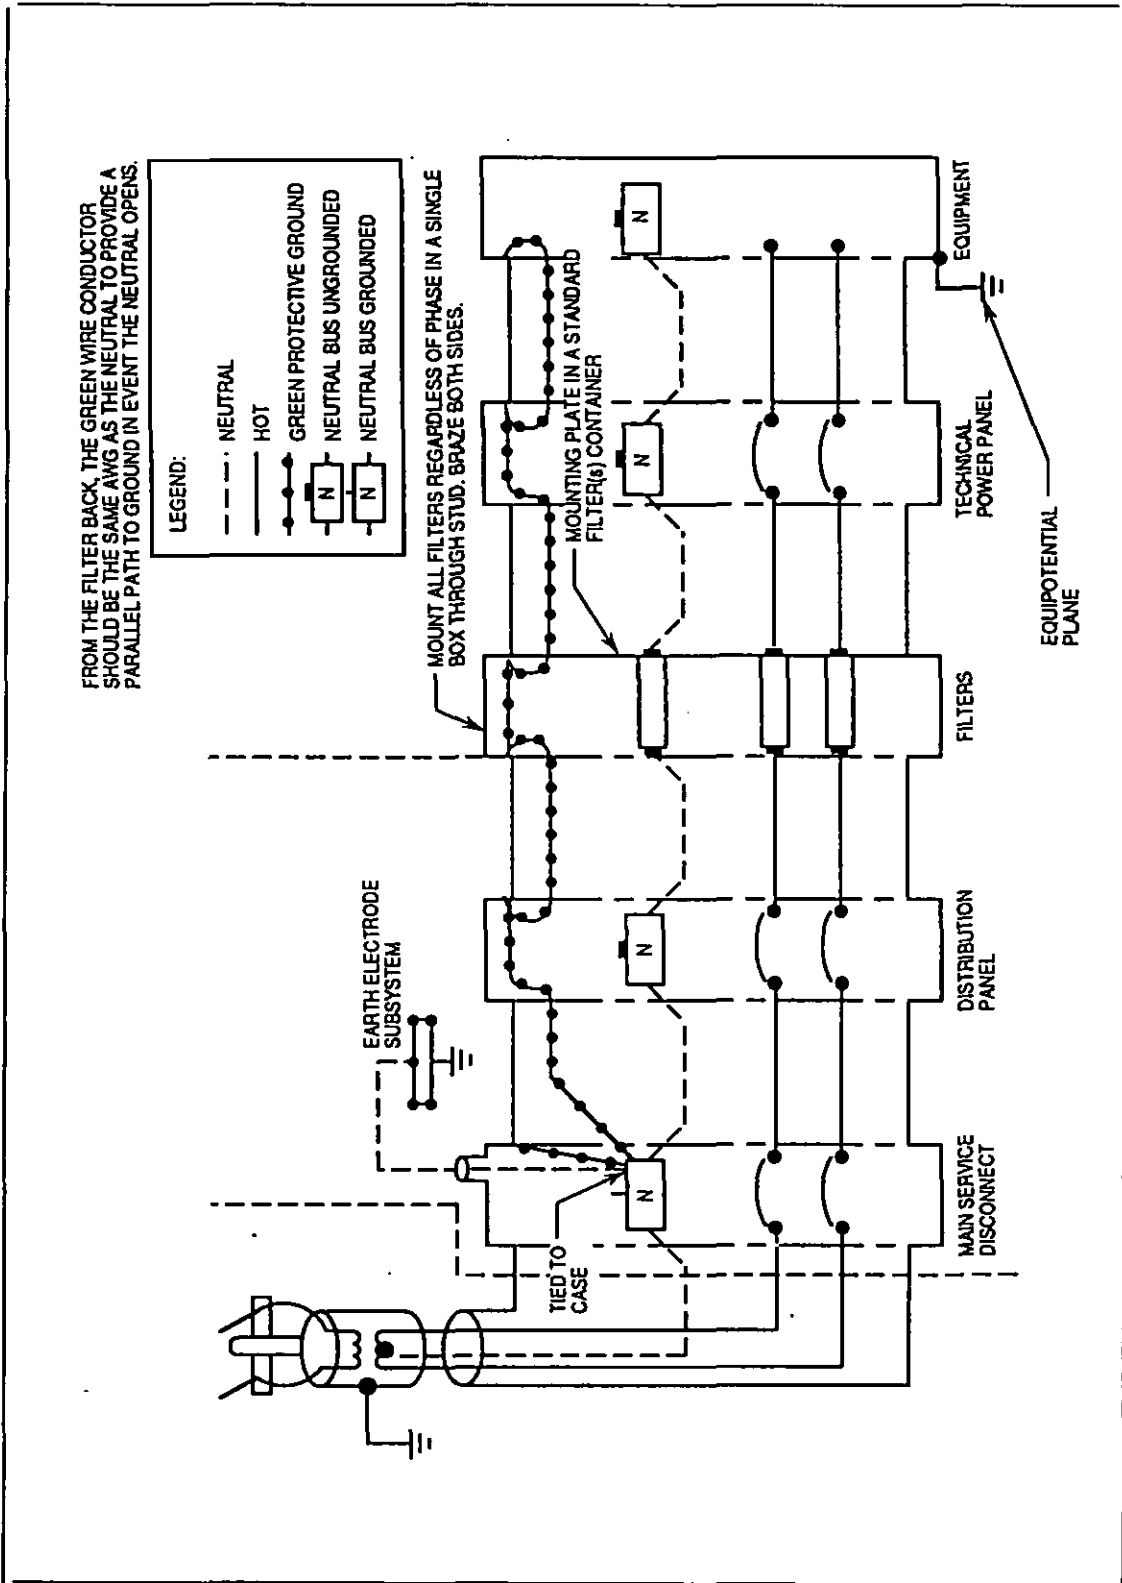 FROM THE FILTER BACK, THE GREEN WIRE CONDUCTOR
SHOULD BE THE SAME AWG AS THE NEUTRAL TO PROVIDE A
PARALLEL PATH TO GROUND IN EVENT THE NEUTRAL OPENS.
LEGEND:
NEUTRAL
HOT
GREEN PROTECTIVE GROUND
N
NEUTRAL BUS UNGROUNDED
N
NEUTRAL BUS GROUNDED
EARTH ELECTRODE
SUBSYSTEM
MOUNT ALL FILTERS REGARDLESS OF PHASE IN A SINGLE
BOX THROUGH STUD. BRAZE BOTH SIDES.
MOUNTING PLATE IN A STANDARD
FILTER(s) CONTAINER
TIED TO
CASE
N
N
N
N
MAIN SERVICE
DISCONNECT
DISTRIBUTION
PANEL
FILTERS
TECHNICAL
POWER PANEL
EQUIPMENT
EQUIPOTENTIAL
PLANE